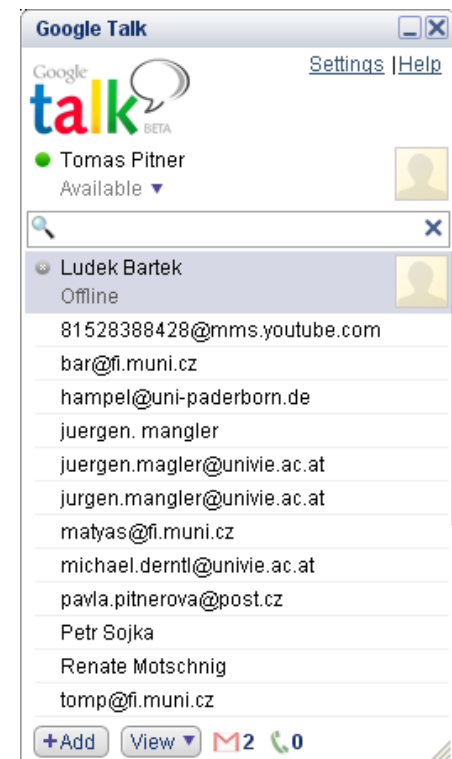 Google Talk
Settings | Help
Google
talk
BETA
Tomas Pitner
Available
Ludek Bartek
Offline
81528388428@mms.youtube.com
bar@fi.muni.cz
hampel@uni-paderborn.de
juergen. mangler
juergen.magler@univie.ac.at
jurgen.mangler@univie.ac.at
matyas@fi.muni.cz
michael.derntl@univie.ac.at
pavla.pitnerova@post.cz
Petr Sojka
Renate Motschnig
tomp@fi.muni.cz
+Add View 2 0